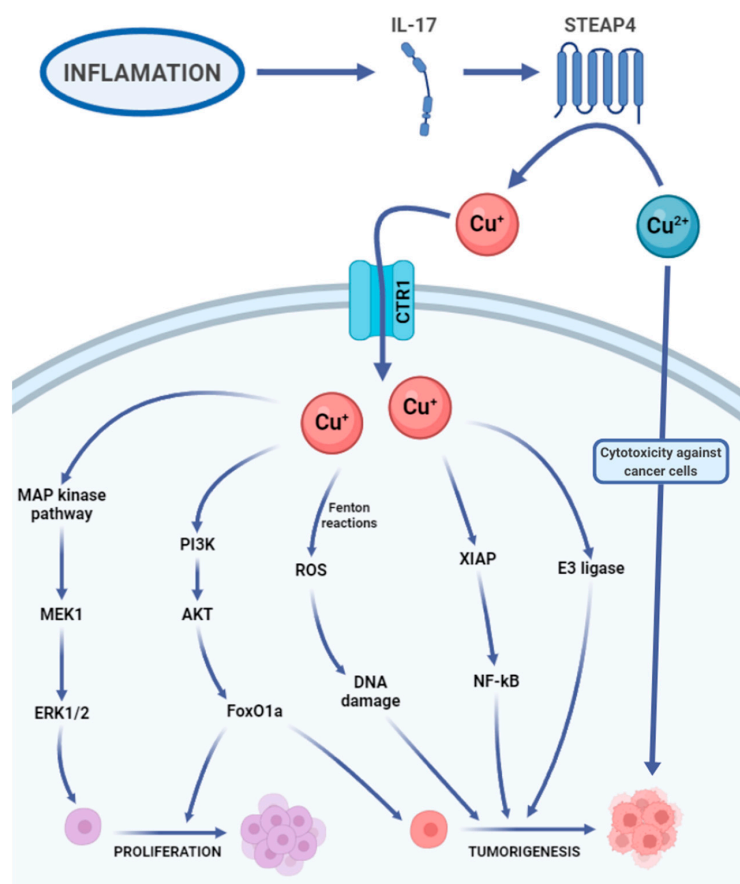 IL-17
STEAP4
INFLAMATION
Cu⁺
Cu²⁺
CTR1
Cu⁺
Cu⁺
Cytotoxicity against
cancer cells
MAP kinase
pathway
Fenton
reactions
PI3K
ROS
XIAP
E3 ligase
MEK1
AKT
DNA
damage
NF-kB
ERK1/2
FoxO1a
PROLIFERATION
TUMORIGENESIS